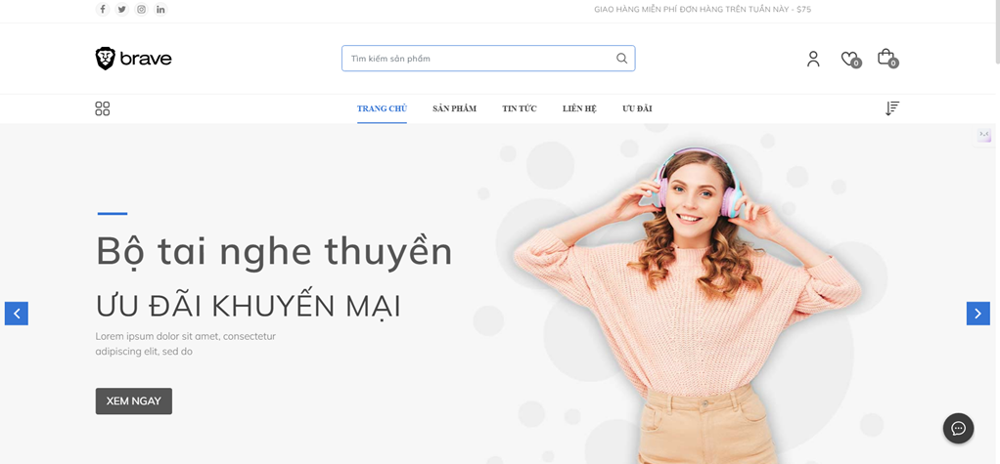 GIAO HÀNG MIỄN PHÍ ĐƠN HÀNG TRÊN TUẦN NÀY - $75
brave
Tìm kiếm sản phẩm
0
0
TRANG CHỦ SẢN PHẨM TIN TỨC LIÊN HỆ ƯU ĐÃI
Bộ tai nghe thuyền
ƯU ĐÃI KHUYẾN MẠI
Lorem ipsum dolor sit amet, consectetur
adipiscing elit, sed do
XEM NGAY